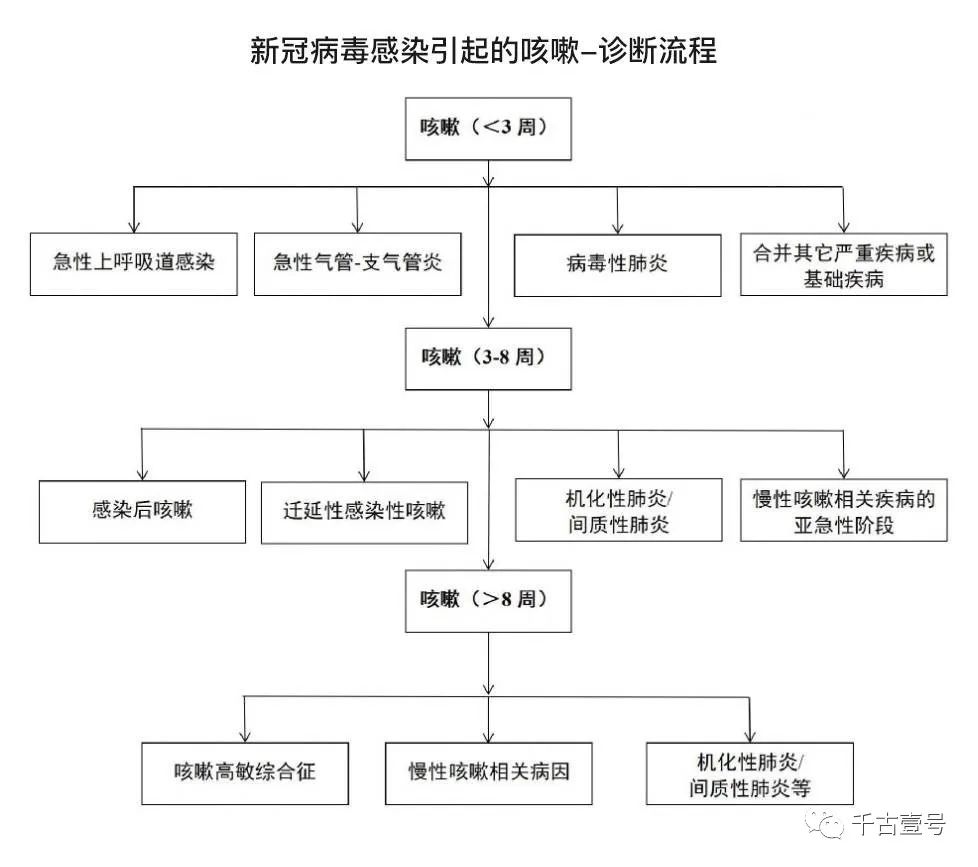 新冠病毒感染引起的咳嗽–诊断流程
咳嗽（＜3 周）
急性上呼吸道感染
急性气管-支气管炎
病毒性肺炎
合并其它严重疾病或
基础疾病
咳嗽（3-8 周）
感染后咳嗽
迁延性感染性咳嗽
机化性肺炎/
间质性肺炎
慢性咳嗽相关疾病的
亚急性阶段
咳嗽（＞8 周）
咳嗽高敏综合征
慢性咳嗽相关病因
机化性肺炎/
间质性肺炎等
千古壹号